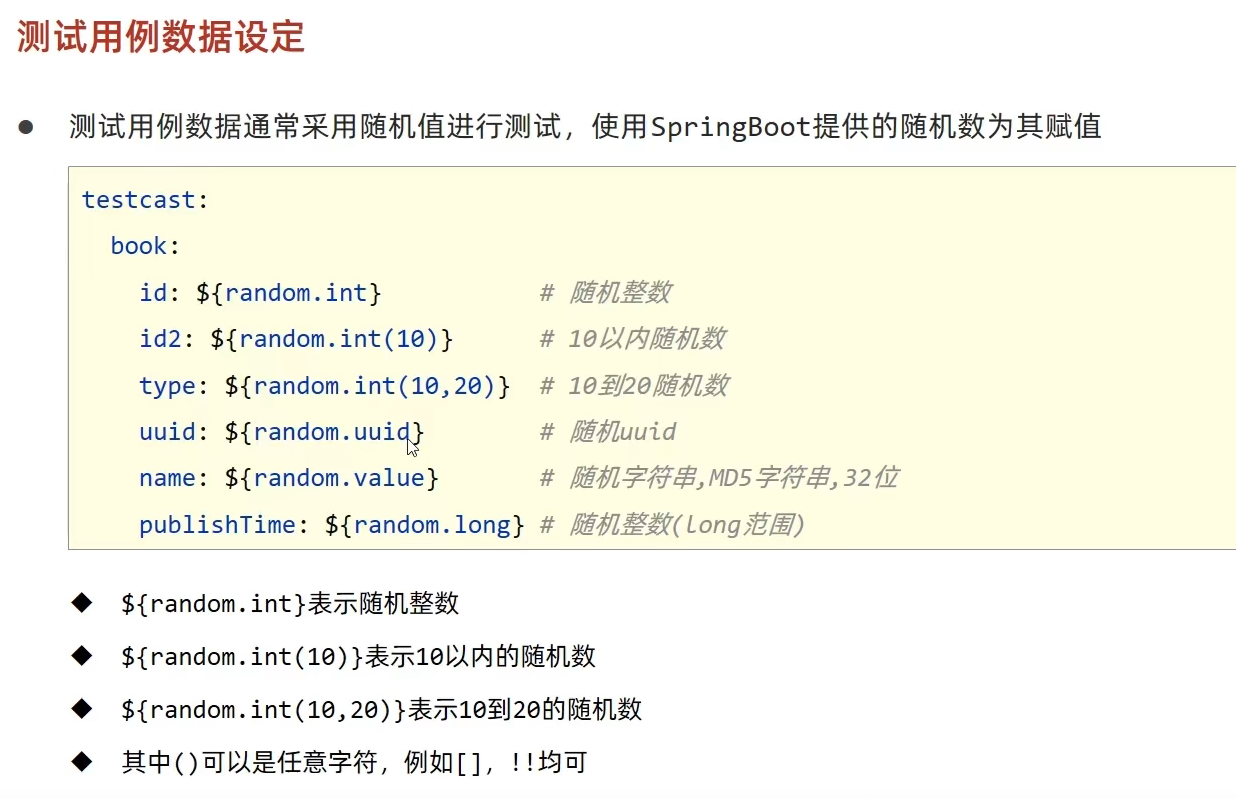 测试用例数据设定
● 测试用例数据通常采用随机值进行测试，使用SpringBoot提供的随机数为其赋值
testcast:
  book:
    id: ${random.int}           # 随机整数
    id2: ${random.int(10)}      # 10以内随机数
    type: ${random.int(10,20)}  # 10到20随机数
    uuid: ${random.uuid}        # 随机uuid
    name: ${random.value}       # 随机字符串,MD5字符串,32位
    publishTime: ${random.long} # 随机整数(long范围)
◆ ${random.int}表示随机整数
◆ ${random.int(10)}表示10以内的随机数
◆ ${random.int(10,20)}表示10到20的随机数
◆ 其中()可以是任意字符，例如[]，!!均可